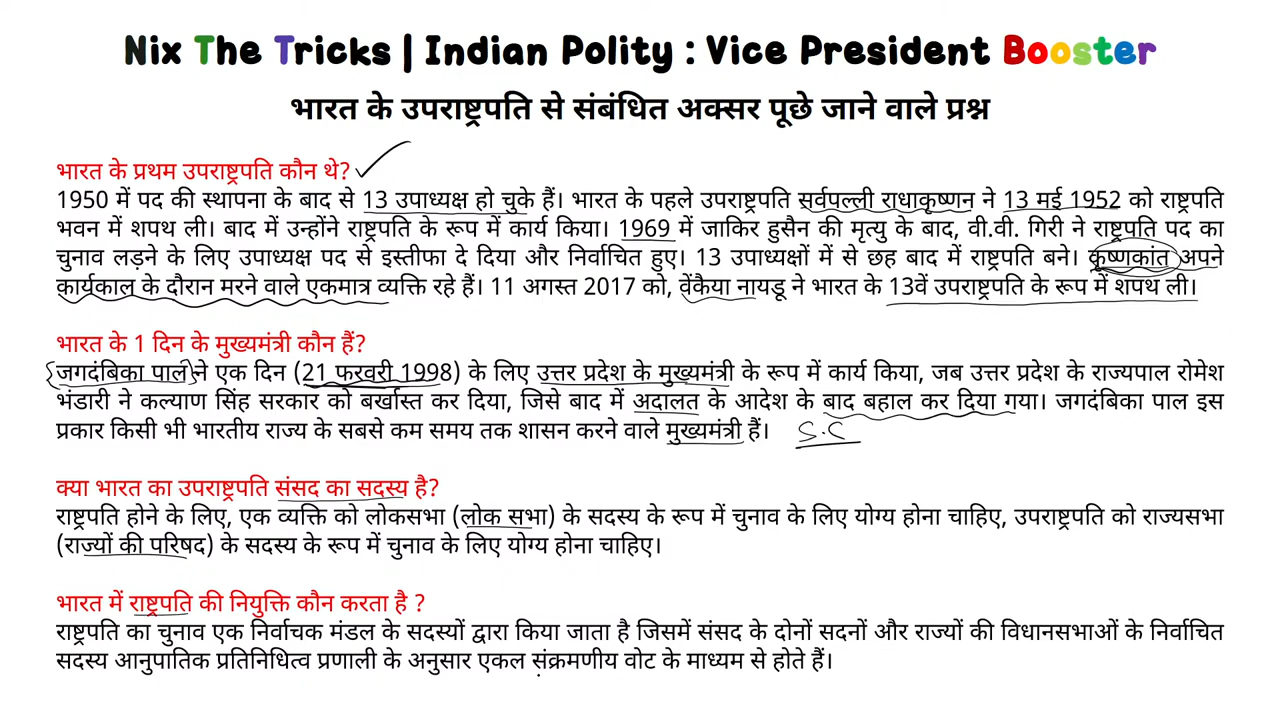 Nix The Tricks | Indian Polity : Vice President Booster
भारत के उपराष्ट्रपति से संबंधित अक्सर पूछे जाने वाले प्रश्न
भारत के प्रथम उपराष्ट्रपति कौन थे?
1950 में पद की स्थापना के बाद से 13 उपाध्यक्ष हो चुके हैं। भारत के पहले उपराष्ट्रपति सर्वपल्ली राधाकृष्णन ने 13 मई 1952 को राष्ट्रपति
भवन में शपथ ली। बाद में उन्होंने राष्ट्रपति के रूप में कार्य किया। 1969 में जाकिर हुसैन की मृत्यु के बाद, वी.वी. गिरी ने राष्ट्रपति पद का
चुनाव लड़ने के लिए उपाध्यक्ष पद से इस्तीफा दे दिया और निर्वाचित हुए। 13 उपाध्यक्षों में से छह बाद में राष्ट्रपति बने। कृष्णकांत अपने
कार्यकाल के दौरान मरने वाले एकमात्र व्यक्ति रहे हैं। 11 अगस्त 2017 को, वेंकैया नायडू ने भारत के 13वें उपराष्ट्रपति के रूप में शपथ ली।
भारत के 1 दिन के मुख्यमंत्री कौन हैं?
जगदंबिका पाल ने एक दिन (21 फरवरी 1998) के लिए उत्तर प्रदेश के मुख्यमंत्री के रूप में कार्य किया, जब उत्तर प्रदेश के राज्यपाल रोमेश
भंडारी ने कल्याण सिंह सरकार को बर्खास्त कर दिया, जिसे बाद में अदालत के आदेश के बाद बहाल कर दिया गया। जगदंबिका पाल इस
प्रकार किसी भी भारतीय राज्य के सबसे कम समय तक शासन करने वाले मुख्यमंत्री हैं। S.C
क्या भारत का उपराष्ट्रपति संसद का सदस्य है?
राष्ट्रपति होने के लिए, एक व्यक्ति को लोकसभा (लोक सभा) के सदस्य के रूप में चुनाव के लिए योग्य होना चाहिए, उपराष्ट्रपति को राज्यसभा
(राज्यों की परिषद) के सदस्य के रूप में चुनाव के लिए योग्य होना चाहिए।
भारत में राष्ट्रपति की नियुक्ति कौन करता है ?
राष्ट्रपति का चुनाव एक निर्वाचक मंडल के सदस्यों द्वारा किया जाता है जिसमें संसद के दोनों सदनों और राज्यों की विधानसभाओं के निर्वाचित
सदस्य आनुपातिक प्रतिनिधित्व प्रणाली के अनुसार एकल संक्रमणीय वोट के माध्यम से होते हैं।